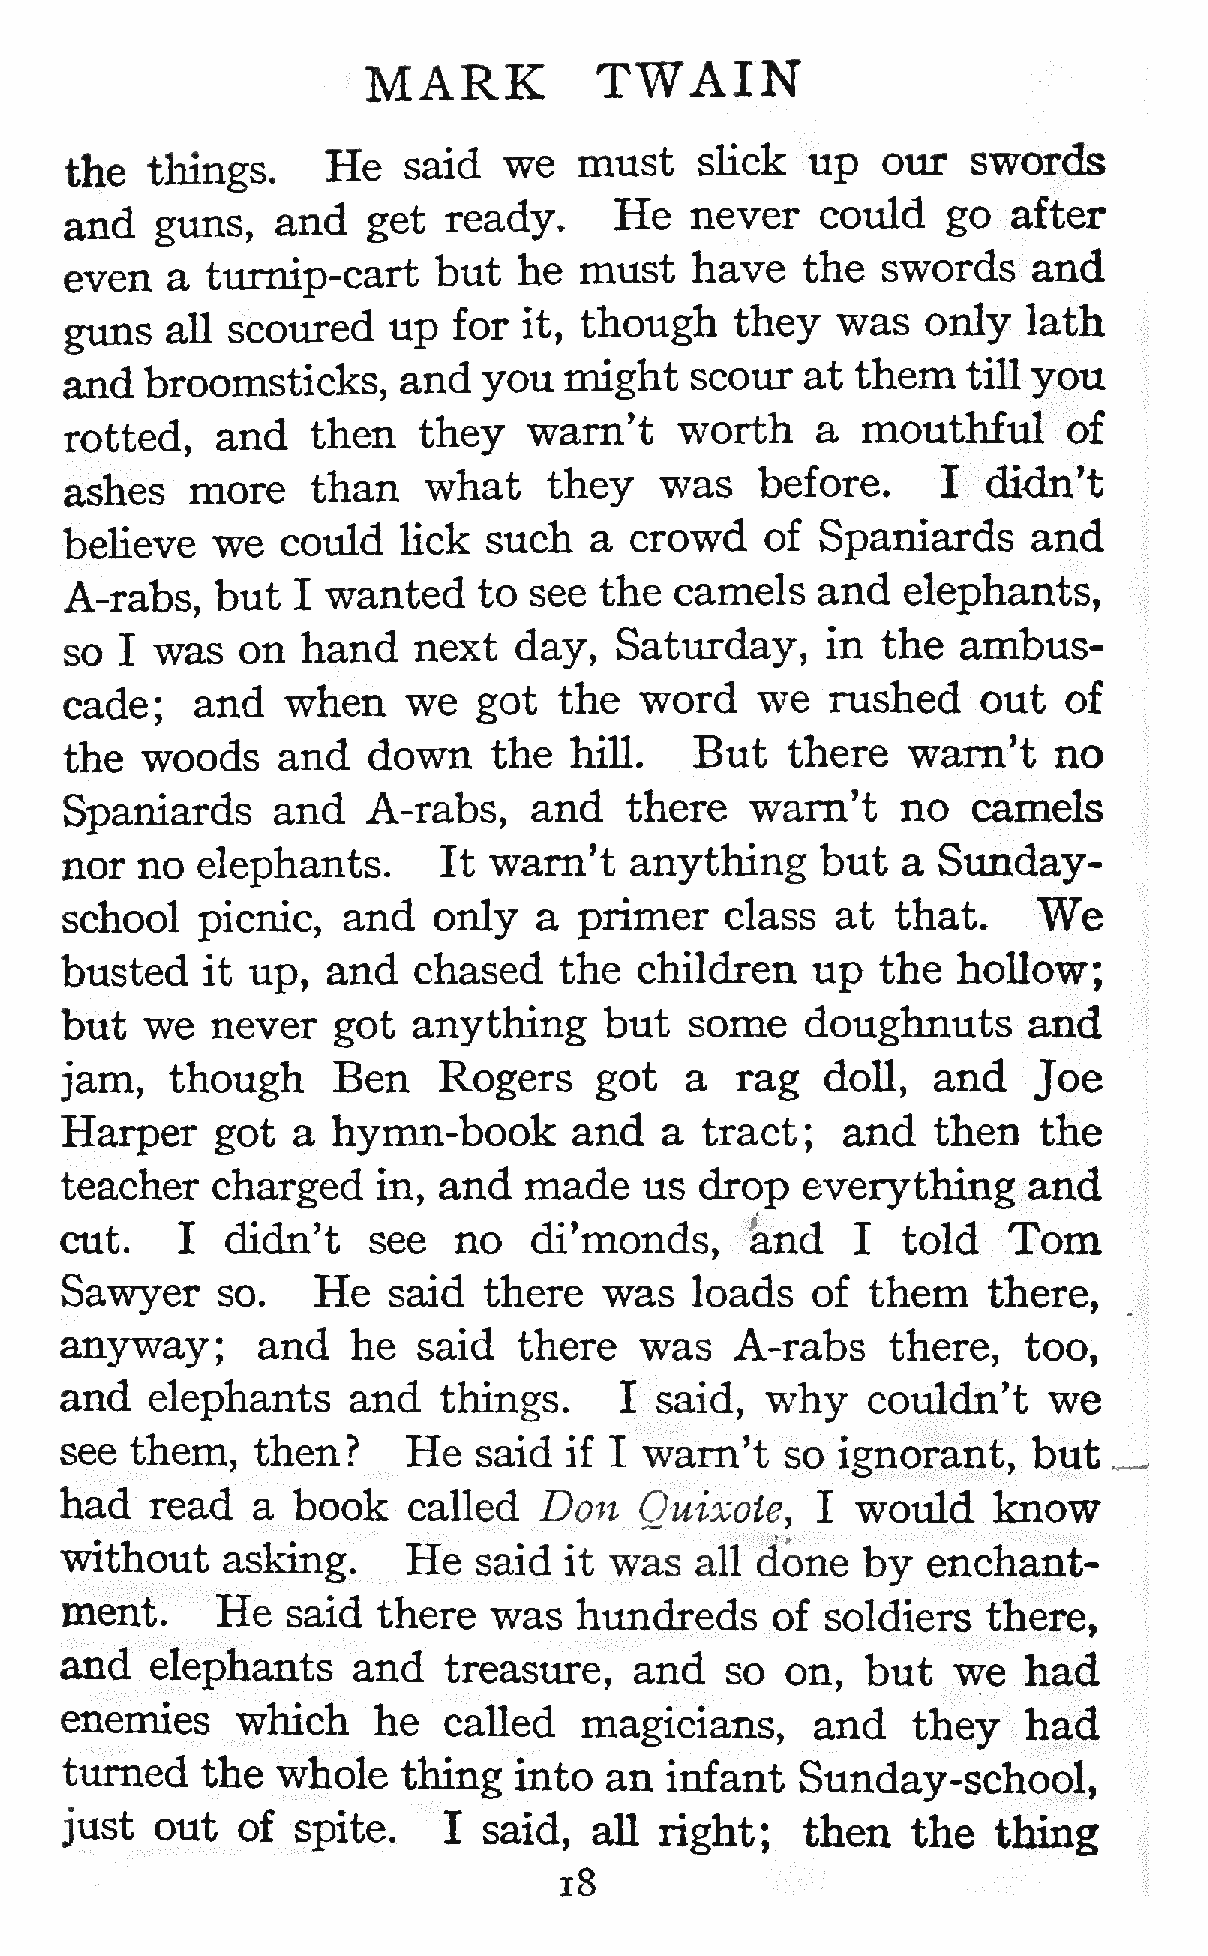 MARK TWAIN
the things. He said we must slick up our swords
and guns, and get ready. He never could go after
even a turnip-cart but he must have the swords and
guns all scoured up for it, though they was only lath
and broomsticks, and you might scour at them till you
rotted, and then they warn't worth a mouthful of
ashes more than what they was before. I didn't
believe we could lick such a crowd of Spaniards and
A-rabs, but I wanted to see the camels and elephants,
so I was on hand next day, Saturday, in the ambus-
cade; and when we got the word we rushed out of
the woods and down the hill. But there warn't no
Spaniards and A-rabs, and there warn't no camels
nor no elephants. It warn't anything but a Sunday-
school picnic, and only a primer class at that. We
busted it up, and chased the children up the hollow;
but we never got anything but some doughnuts and
jam, though Ben Rogers got a rag doll, and Joe
Harper got a hymn-book and a tract; and then the
teacher charged in, and made us drop everything and
cut. I didn't see no di'monds, and I told Tom
Sawyer so. He said there was loads of them there,
anyway; and he said there was A-rabs there, too,
and elephants and things. I said, why couldn't we
see them, then? He said if I warn't so ignorant, but
had read a book called Don Quixote, I would know
without asking. He said it was all done by enchant-
ment. He said there was hundreds of soldiers there,
and elephants and treasure, and so on, but we had
enemies which he called magicians, and they had
turned the whole thing into an infant Sunday-school,
just out of spite. I said, all right; then the thing
18